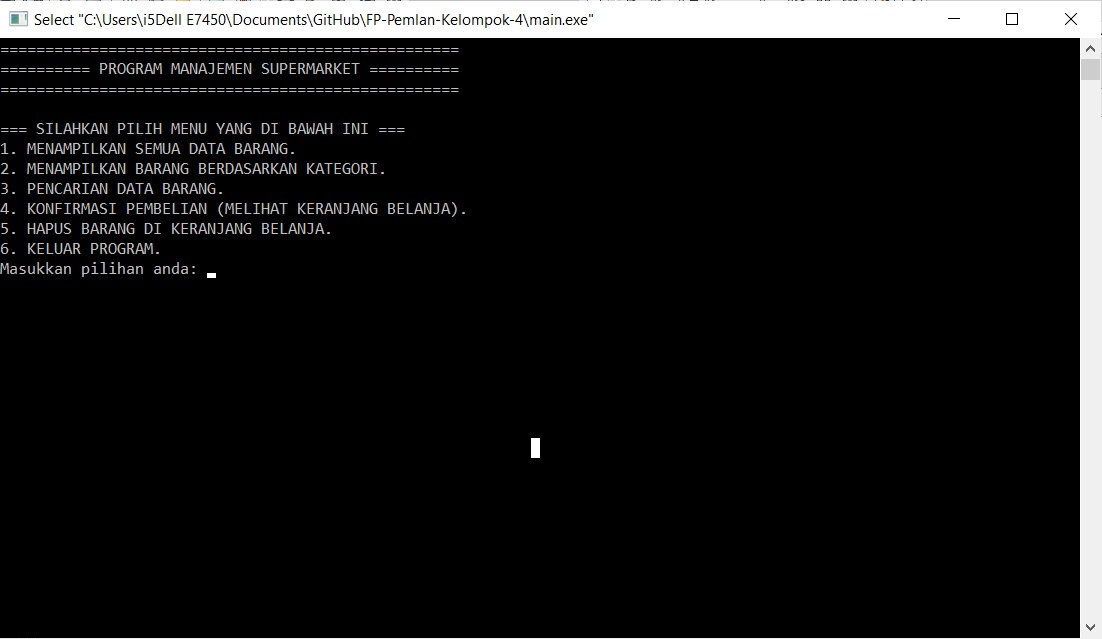 Select "C:\Users\i5Dell E7450\Documents\GitHub\FP-Pemlan-Kelompok-4\main.exe"
===================================================
========== PROGRAM MANAJEMEN SUPERMARKET ==========
===================================================
=== SILAHKAN PILIH MENU YANG DI BAWAH INI ===
1. MENAMPILKAN SEMUA DATA BARANG.
2. MENAMPILKAN BARANG BERDASARKAN KATEGORI.
3. PENCARIAN DATA BARANG.
4. KONFIRMASI PEMBELIAN (MELIHAT KERANJANG BELANJA).
5. HAPUS BARANG DI KERANJANG BELANJA.
6. KELUAR PROGRAM.
Masukkan pilihan anda: